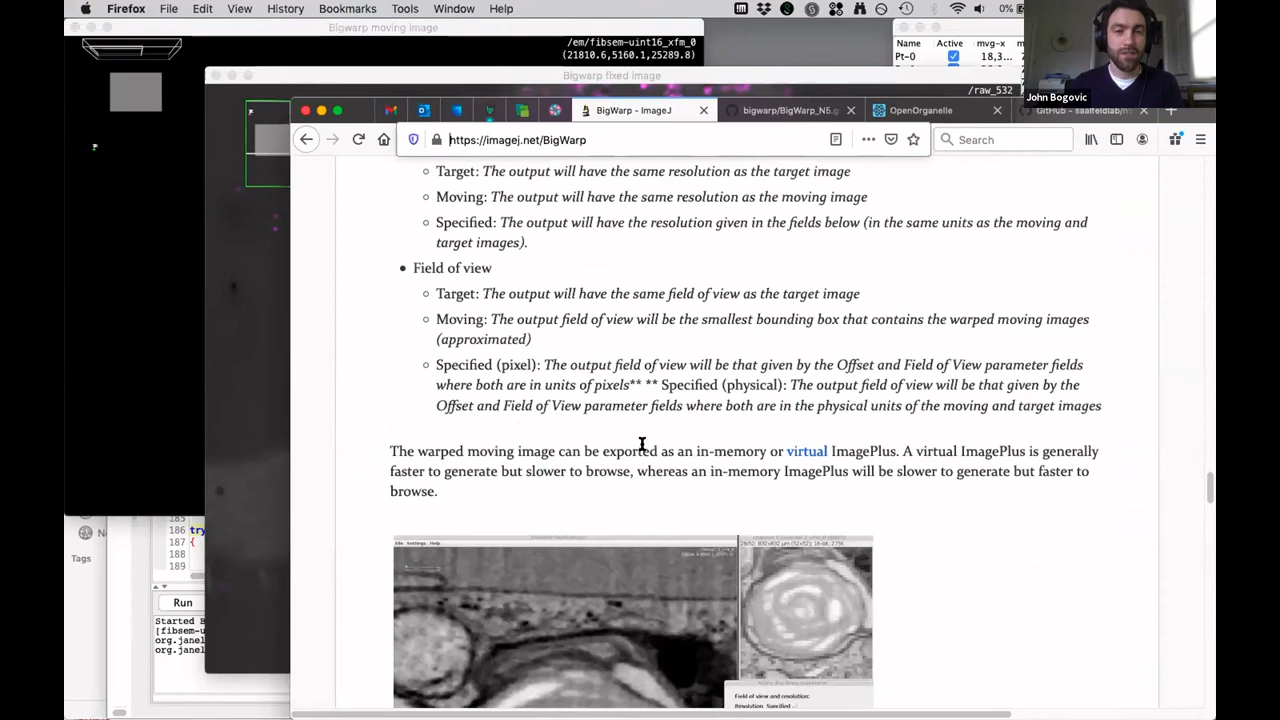 Firefox File Edit View History Bookmarks Tools Window Help 0%
Bigwarp moving image
/em/fibsem-uint16_xfm_0
(21810.6,5160.1,25289.8)
Name Active mvg-x
Pt-0 18,3...
Bigwarp fixed image
/raw_532
John Bogovic
BigWarp - ImageJ
bigwarp/BigWarp_N5.g
OpenOrganelle
GitHub - saalfeldlab/
https://imagej.net/BigWarp
Search
Target: The output will have the same resolution as the target image
Moving: The output will have the same resolution as the moving image
Specified: The output will have the resolution given in the fields below (in the same units as the moving and
target images).
Field of view
Target: The output will have the same field of view as the target image
Moving: The output field of view will be the smallest bounding box that contains the warped moving images
(approximated)
Specified (pixel): The output field of view will be that given by the Offset and Field of View parameter fields
where both are in units of pixels** ** Specified (physical): The output field of view will be that given by the
Offset and Field of View parameter fields where both are in the physical units of the moving and target images
The warped moving image can be exported as an in-memory or virtual ImagePlus. A virtual ImagePlus is generally
faster to generate but slower to browse, whereas an in-memory ImagePlus will be slower to generate but faster to
browse.
Tags
185
186 try
187 {
188
189
Run
Started B
[fibsem-u
org.janel
org.janel
File Settings Help
Field of view and resolution:
Resolution Specified